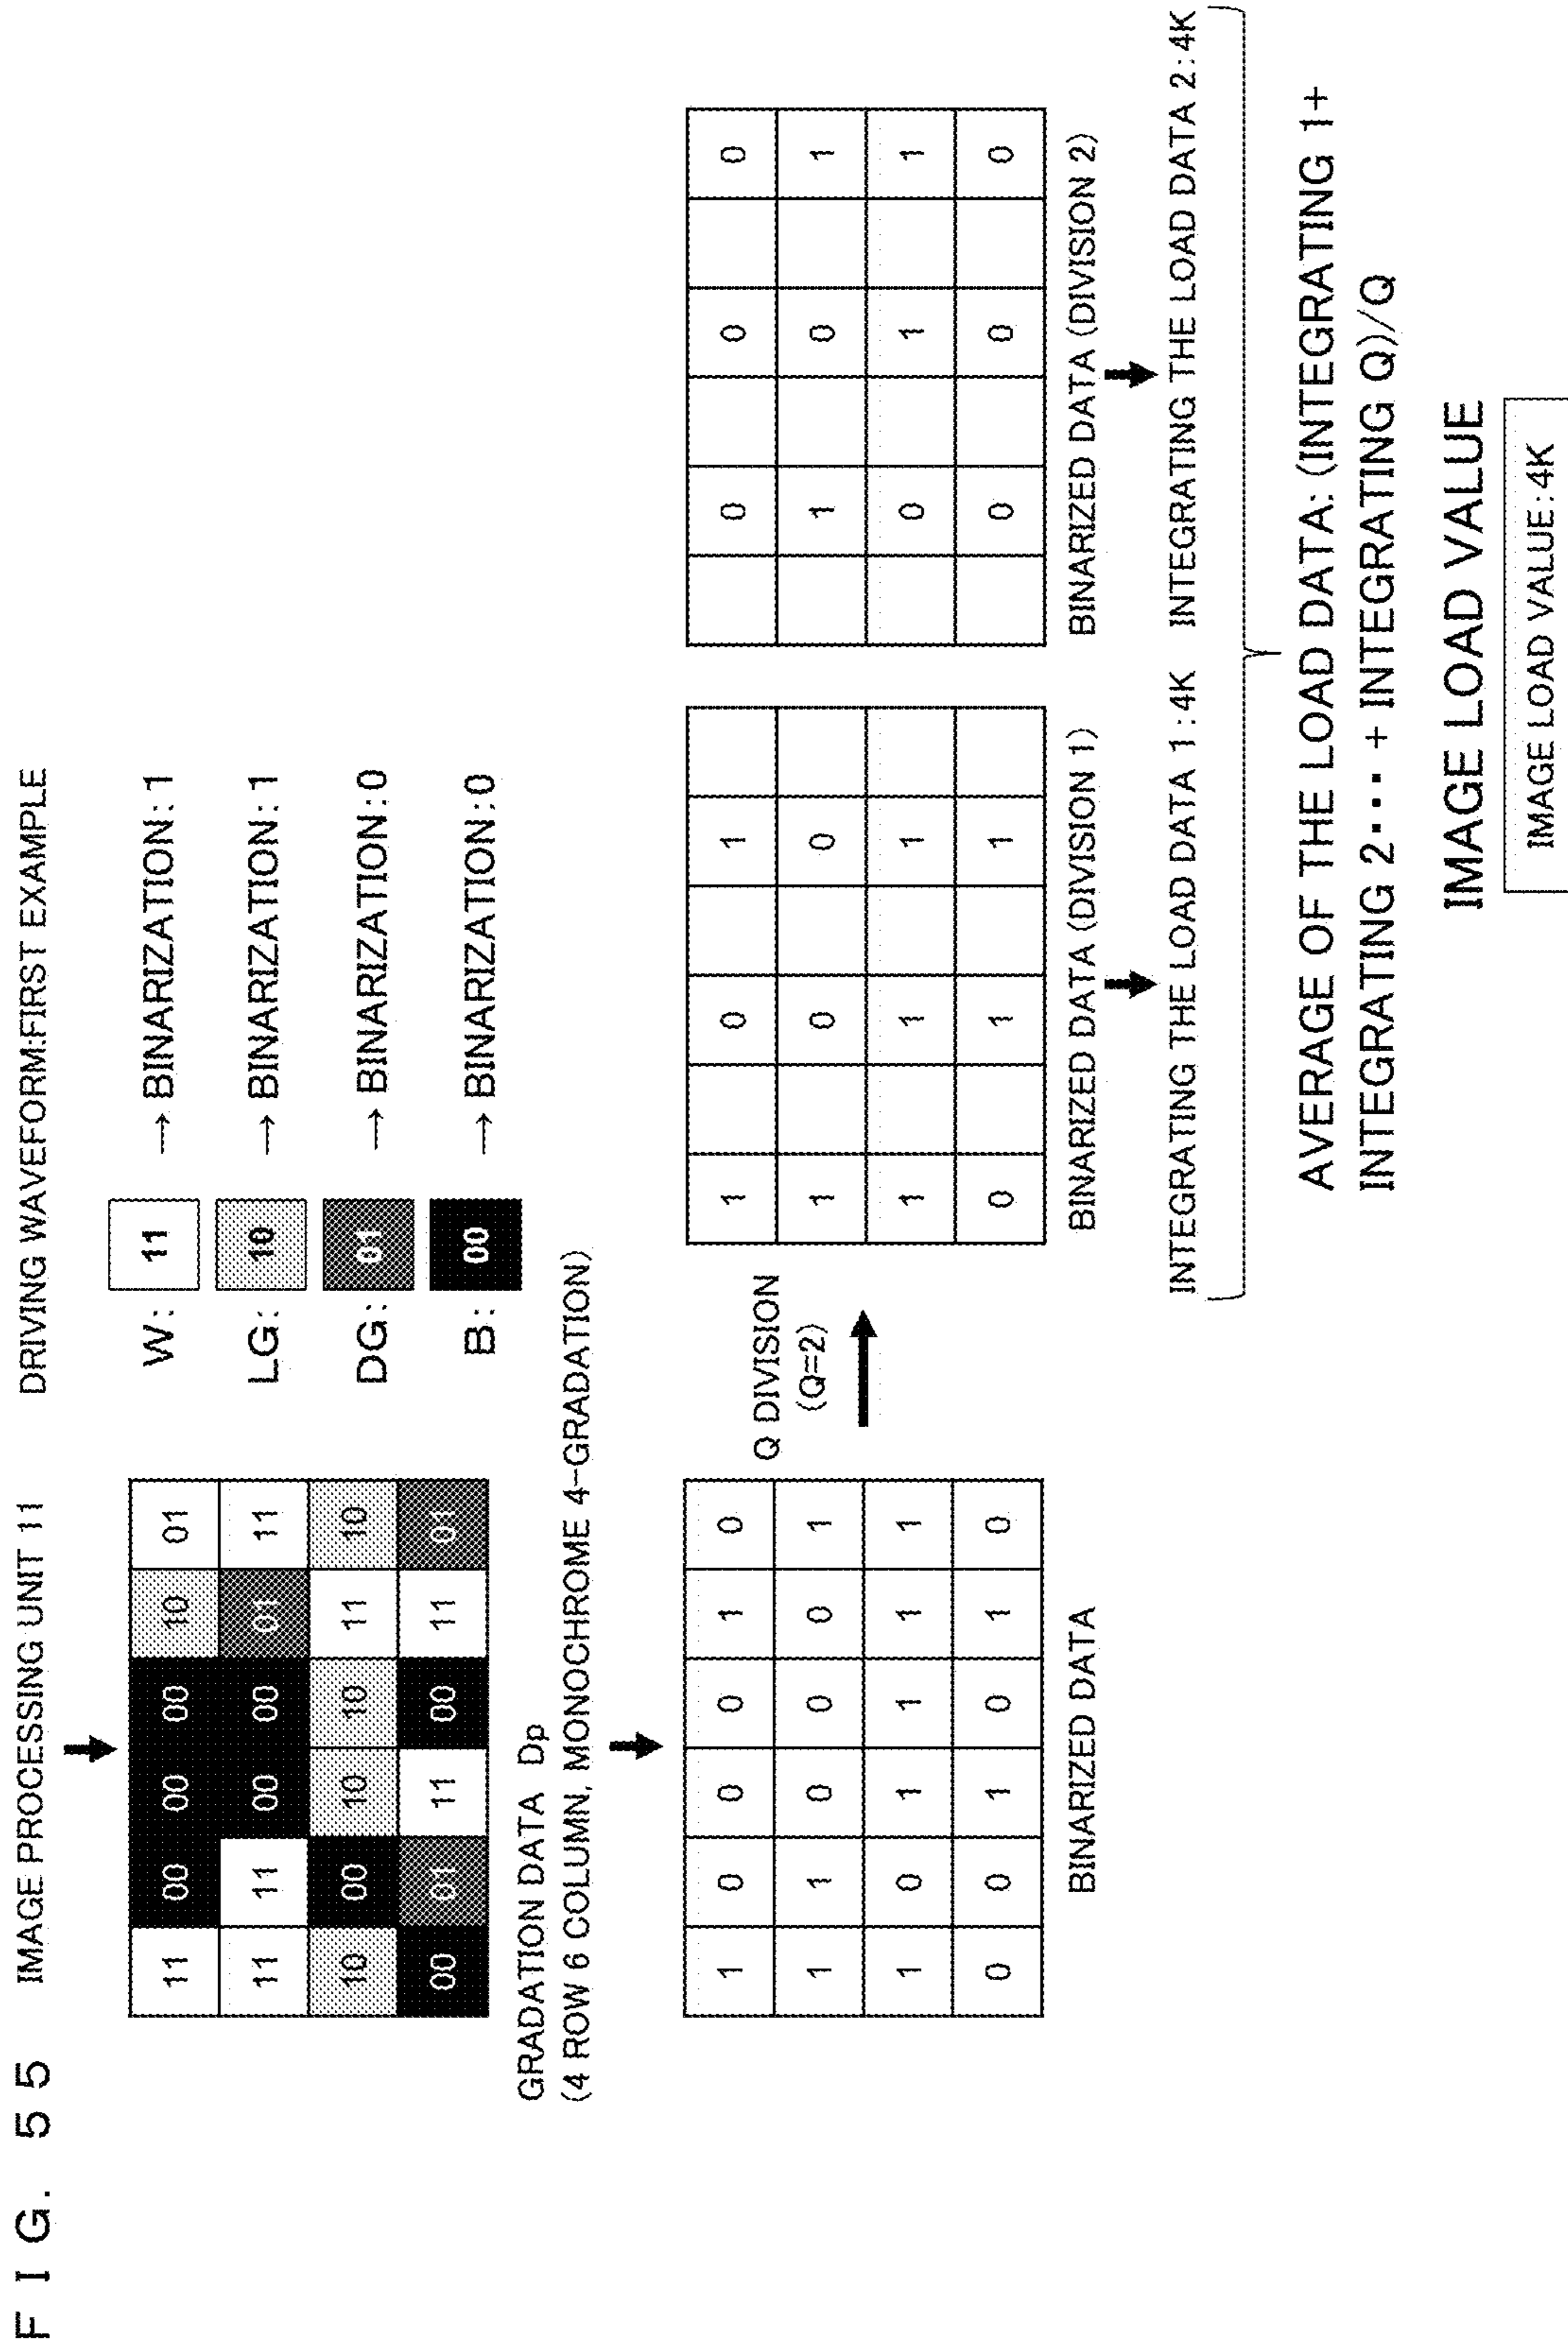 FIG. 55
IMAGE PROCESSING UNIT 11
DRIVING WAVEFORM:FIRST EXAMPLE
11 00 00 00 10 01
11 11 00 00 01 11
10 00 10 10 11 10
00 01 11 00 11 01
GRADATION DATA Dp
(4 ROW 6 COLUMN, MONOCHROME 4-GRADATION)
W: 11 → BINARIZATION:1
LG: 10 → BINARIZATION:1
DG: 01 → BINARIZATION:0
B: 00 → BINARIZATION:0
1 0 0 0 1 0
1 1 0 0 0 1
1 0 1 1 1 1
0 0 1 0 1 0
BINARIZED DATA
Q DIVISION
(Q=2)
1 0 1
1 0 0
1 1 1
0 1 1
BINARIZED DATA (DIVISION 1)
INTEGRATING THE LOAD DATA 1:4K
0 0 0
1 0 1
0 1 1
0 0 0
BINARIZED DATA (DIVISION 2)
INTEGRATING THE LOAD DATA 2:4K
AVERAGE OF THE LOAD DATA: (INTEGRATING 1+
INTEGRATING 2··· + INTEGRATING Q)/Q
IMAGE LOAD VALUE
IMAGE LOAD VALUE:4K